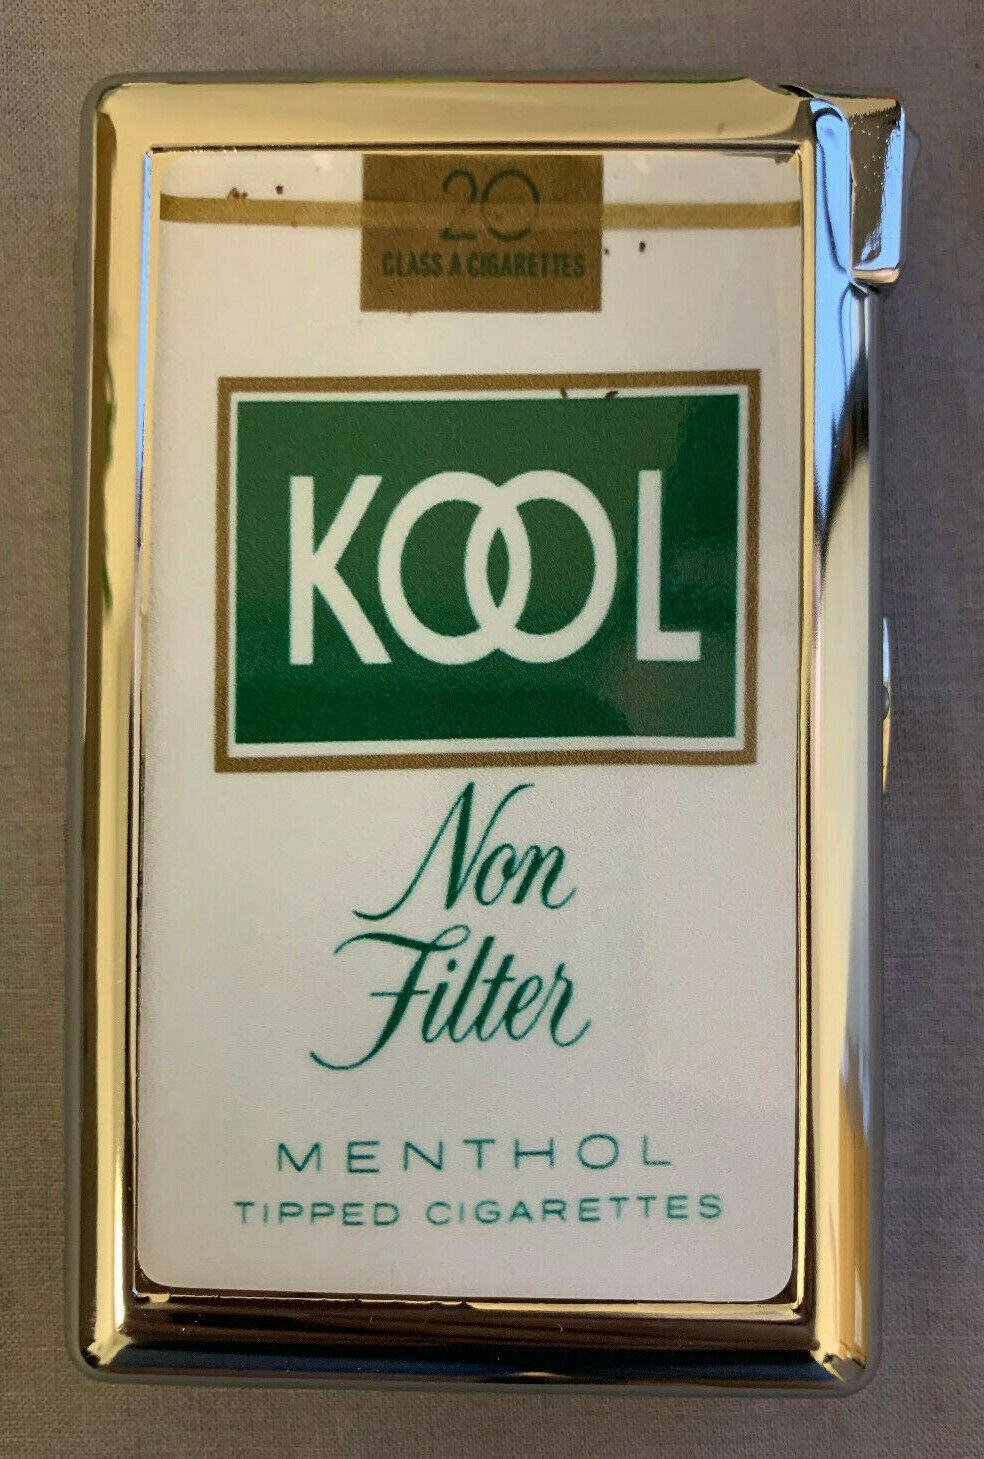 20
CLASS A CIGARETTES
KOOL
Non
Filter
MENTHOL
TIPPED CIGARETTES